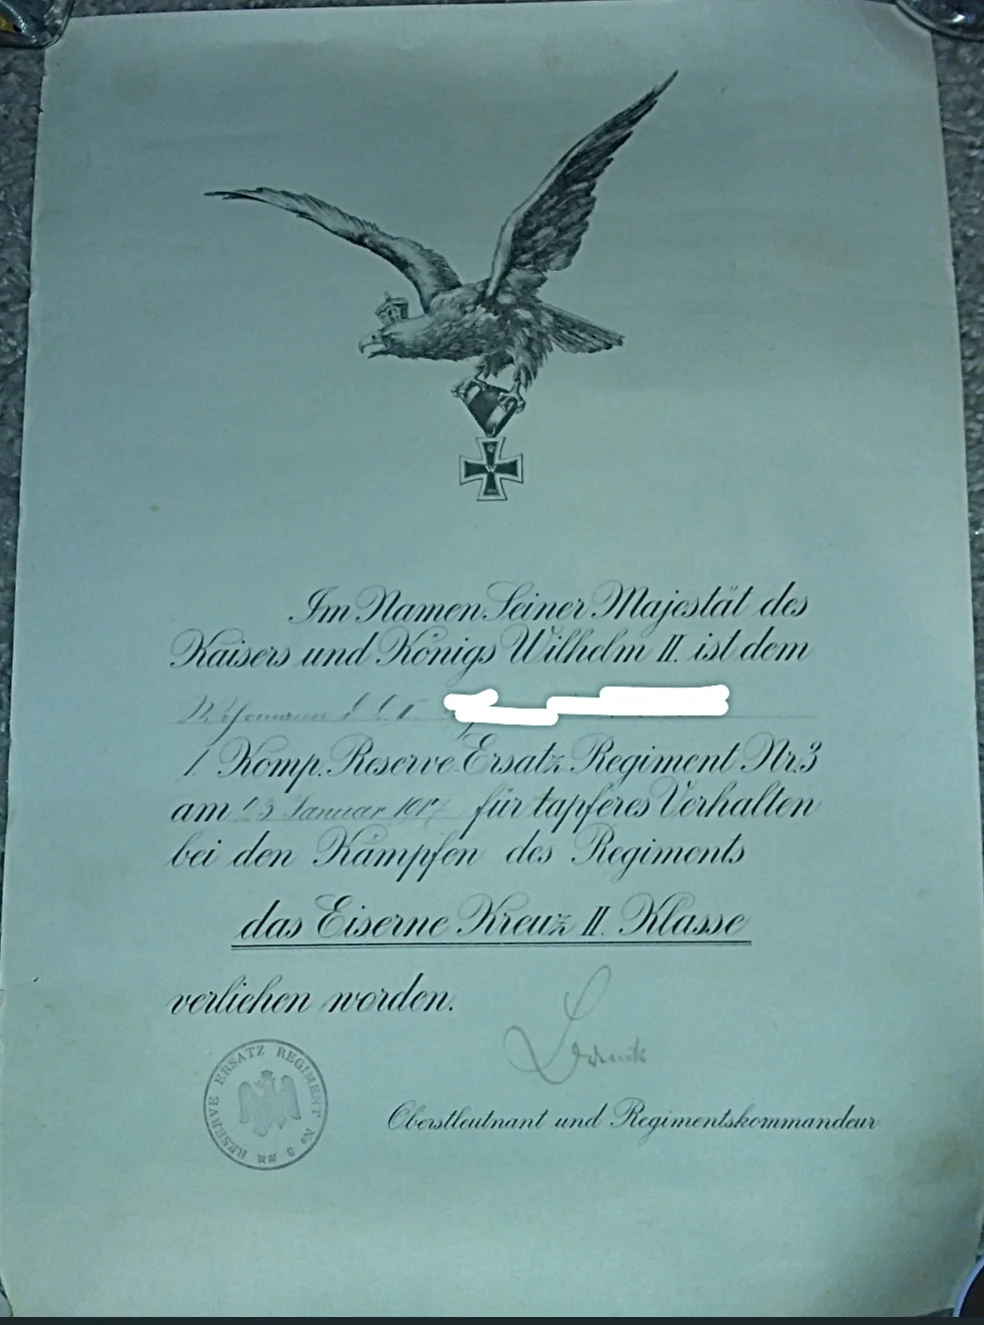 Im Namen Seiner Majestät des
Kaisers und Königs Wilhelm II. ist dem
1. Komp. Reserve Ersatz Regiment Nr. 3
am 13 Januar 1917 für tapferes Verhalten
bei den Kämpfen des Regiments
das Eiserne Kreuz II. Klasse
verliehen worden.
Oberstleutnant und Regimentskommandeur
RESERVE ERSATZ REGIMENT No 3